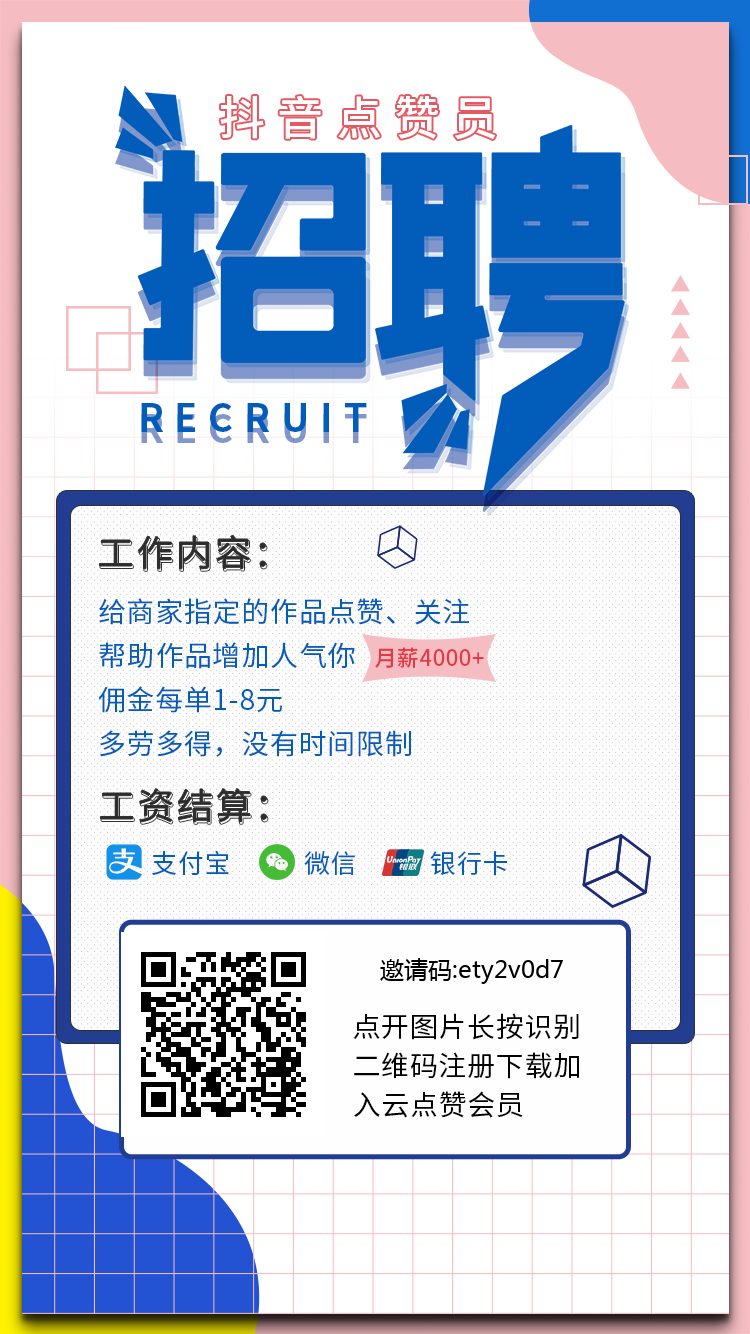 抖音点赞员
招聘
RECRUIT
工作内容：
给商家指定的作品点赞、关注
帮助作品增加人气你 月薪4000+
佣金每单1-8元
多劳多得，没有时间限制
工资结算：
支 支付宝 微信 UnionPay 银联 银行卡
邀请码:ety2v0d7
点开图片长按识别
二维码注册下载加
入云点赞会员